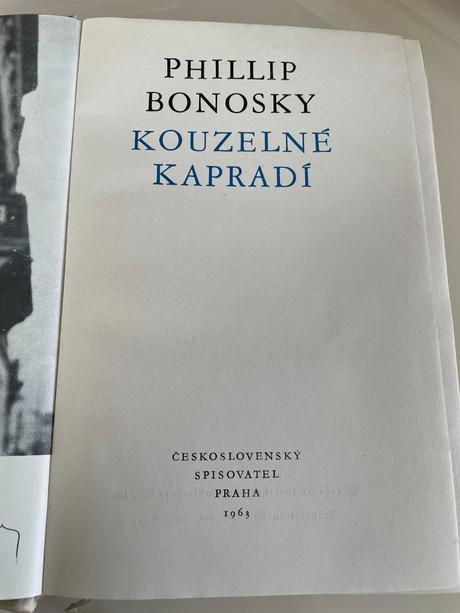 PHILLIP
BONOSKY
KOUZELNÉ
KAPRADÍ
ČESKOSLOVENSKÝ
SPISOVATEL
PRAHA
1963